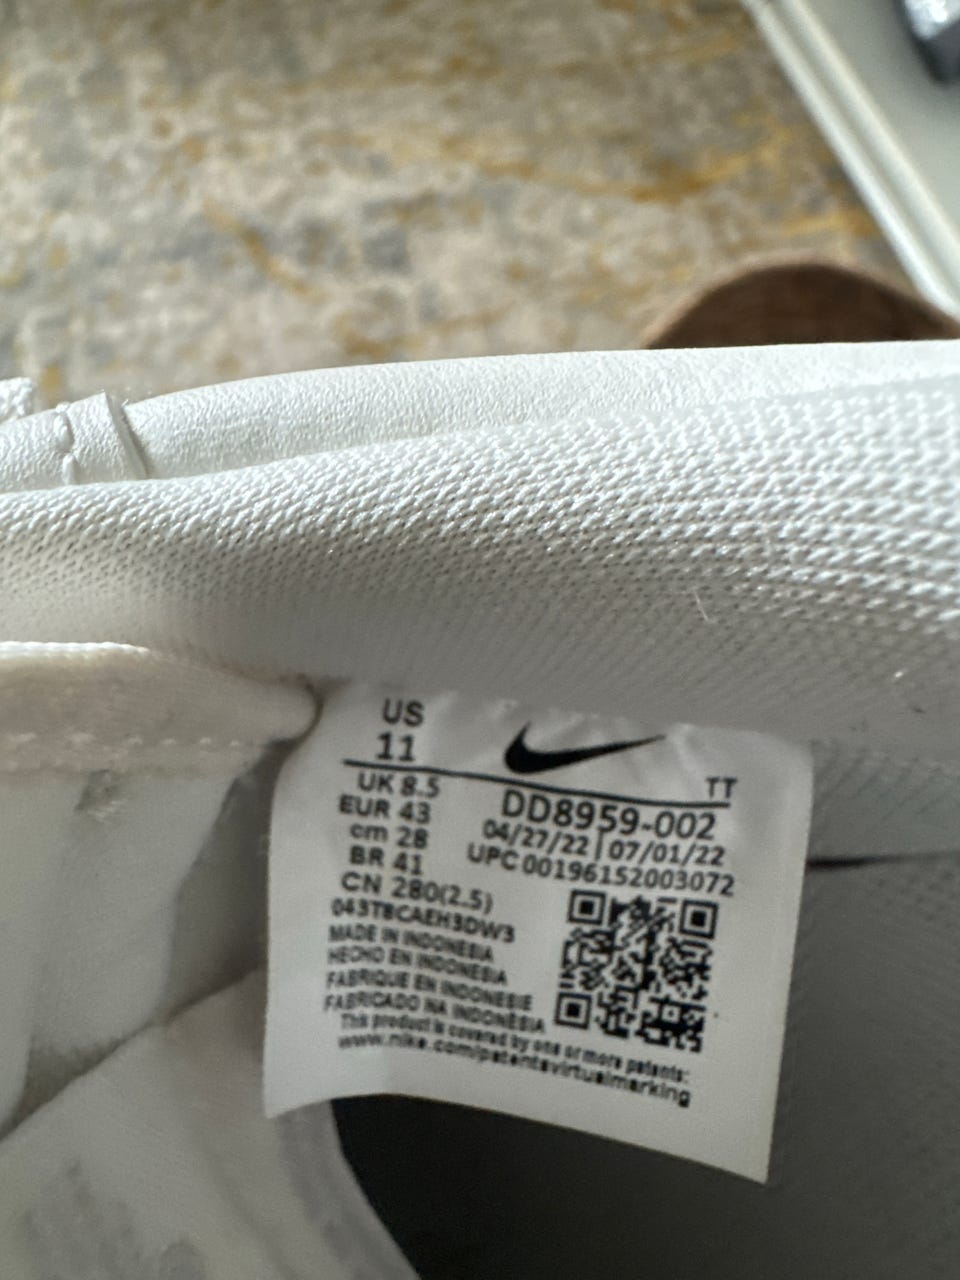 US
11
TT
UK 8.5
EUR 43
cm 28
BR 41
CN 280(2.5)
DD8959-002
04/27/22 | 07/01/22
UPC 00196152003072
043T8CAEH3DW3
MADE IN INDONESIA
HECHO EN INDONESIA
FABRIQUE EN INDONESIE
FABRICADO NA INDONÉSIA
This product is covered by one or more patents:
www.nike.com/patentsvirtualmarking